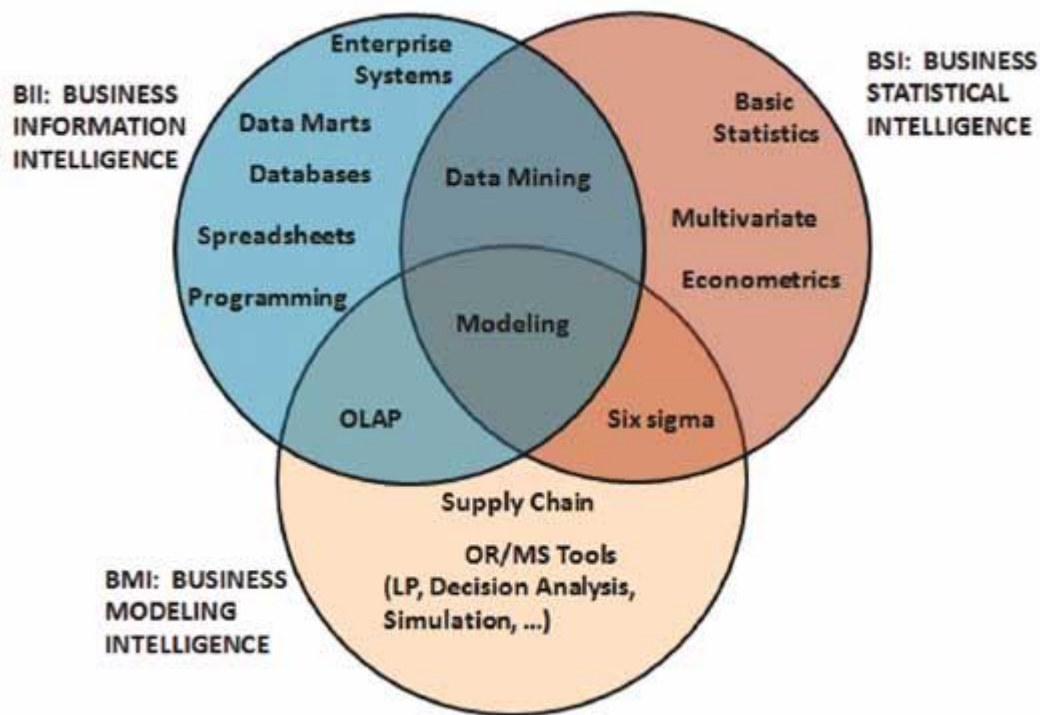 Enterprise
Systems
BII: BUSINESS
INFORMATION
INTELLIGENCE
BSI: BUSINESS
STATISTICAL
INTELLIGENCE
Basic
Statistics
Data Marts
Databases
Data Mining
Spreadsheets
Multivariate
Programming
Econometrics
Modeling
OLAP
Six sigma
Supply Chain
OR/MS Tools
(LP, Decision Analysis,
Simulation, ...)
BMI: BUSINESS
MODELING
INTELLIGENCE